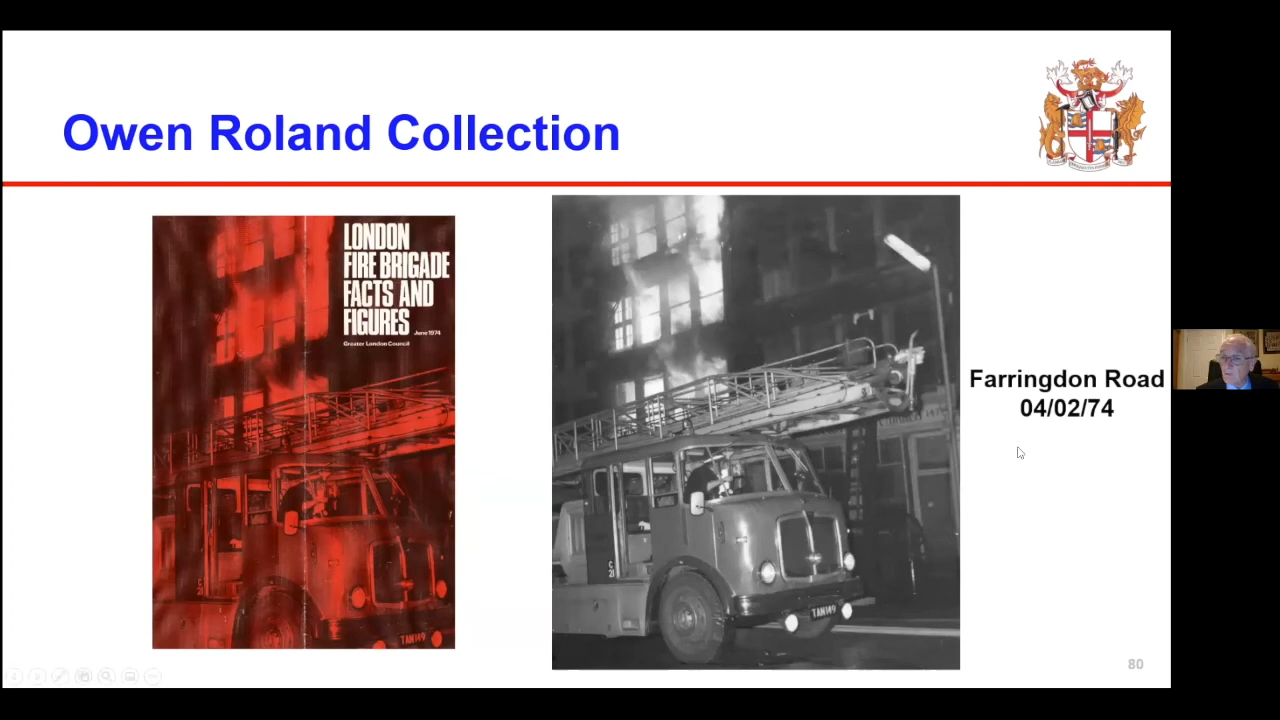 Owen Roland Collection
LONDON
FIRE BRIGADE
FACTS AND
FIGURES June 1974
Greater London Council
C
21
TAN149
Farringdon Road
04/02/74
80